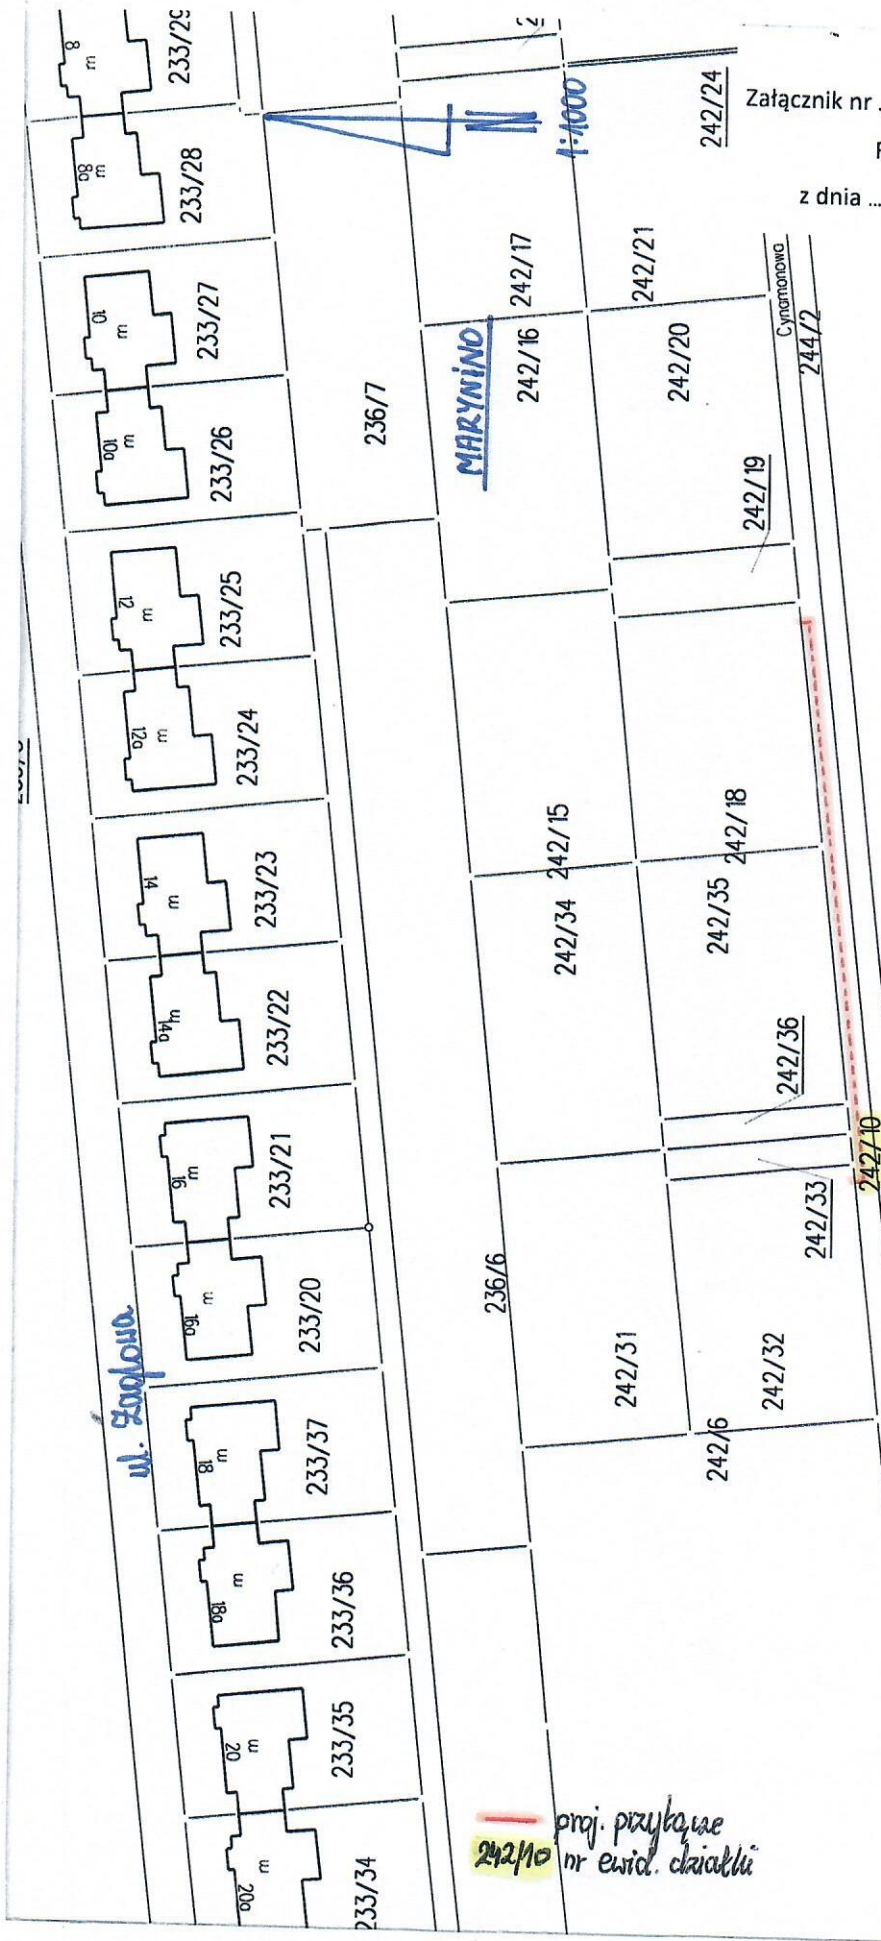 Załącznik nr .
z dnia ...
1:1000
N
MARYNINO
ul. Żaglowa
Cynamonowa
244/2
242/24
242/17
242/21
242/16
242/20
242/19
236/7
242/15
242/18
242/34
242/35
242/36
242/33
242/10
236/6
242/31
242/32
242/6
233/29
8
m
233/28
8a
m
233/27
10
m
233/26
10a
m
233/25
12
m
233/24
12a
m
233/23
14
m
233/22
14a
m
233/21
16
m
233/20
16a
m
233/37
18
m
233/36
18a
m
233/35
20
m
233/34
20a
m
proj. przyłącze
242/10 nr ewid. działki